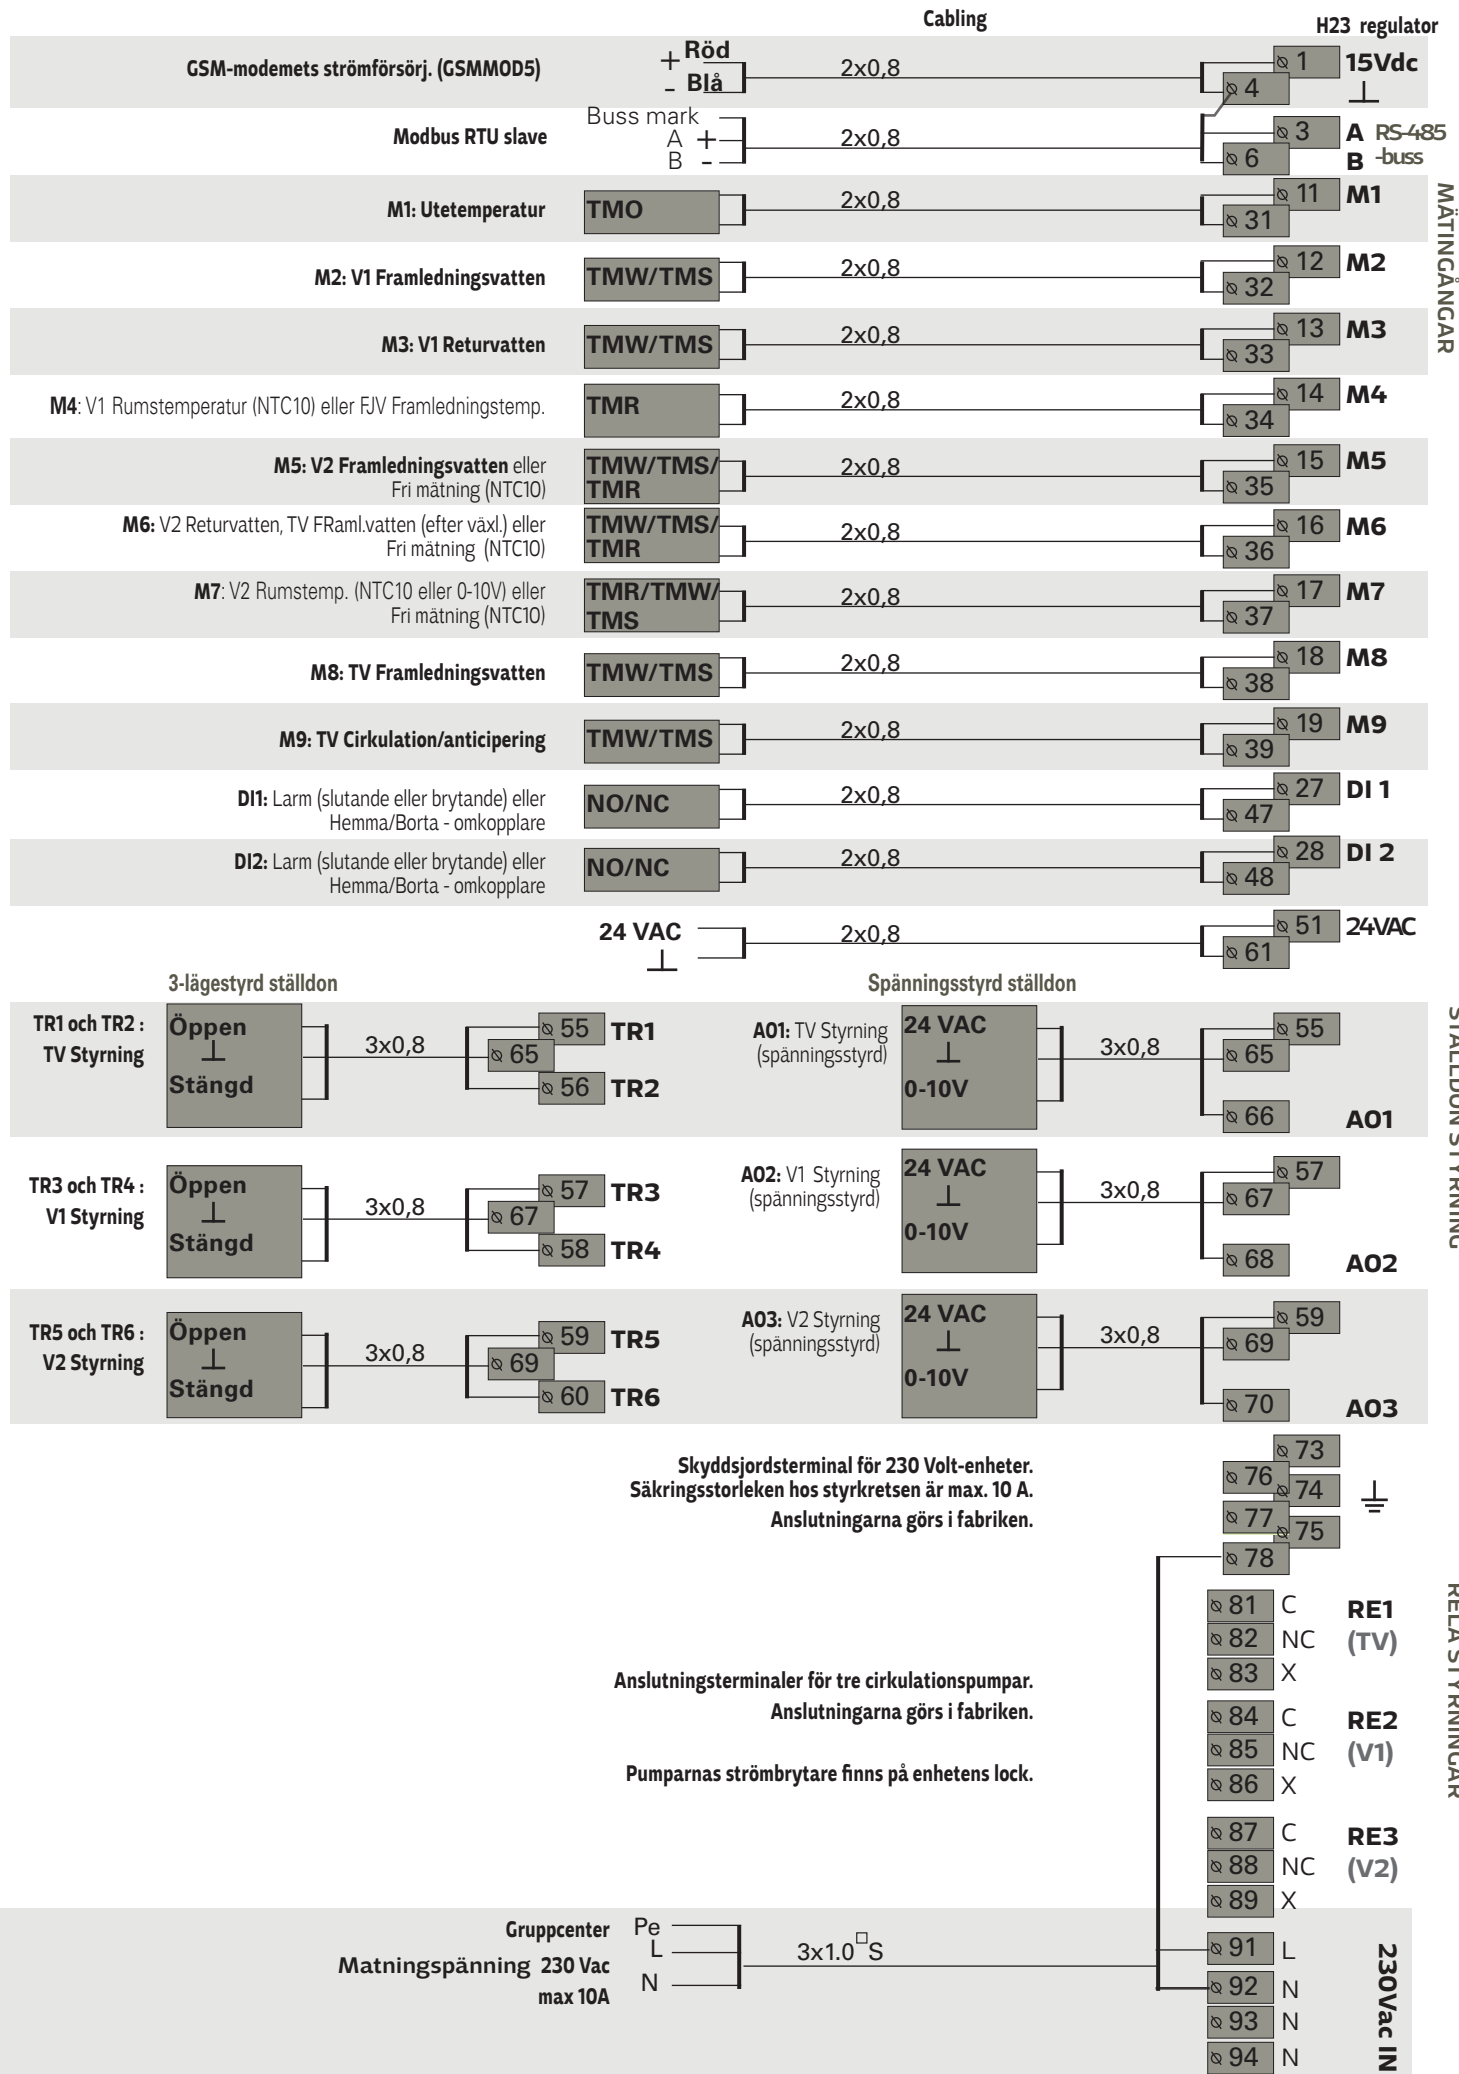 Cabling
H23 regulator
GSM-modemets strömförsörj. (GSMMOD5)
+ Röd
- Blå
2x0,8
1
15Vdc
4
Modbus RTU slave
Buss mark
A +
B -
2x0,8
3
A RS-485
6
B -buss
MÄTINGÅNGAR
M1: Utetemperatur
TMO
2x0,8
11
M1
31
M2: V1 Framledningsvatten
TMW/TMS
2x0,8
12
M2
32
M3: V1 Returvatten
TMW/TMS
2x0,8
13
M3
33
M4: V1 Rumstemperatur (NTC10) eller FJV Framledningstemp.
TMR
2x0,8
14
M4
34
M5: V2 Framledningsvatten eller
Fri mätning (NTC10)
TMW/TMS/
TMR
2x0,8
15
M5
35
M6: V2 Returvatten, TV FRaml.vatten (efter växl.) eller
Fri mätning (NTC10)
TMW/TMS/
TMR
2x0,8
16
M6
36
M7: V2 Rumstemp. (NTC10 eller 0-10V) eller
Fri mätning (NTC10)
TMR/TMW/
TMS
2x0,8
17
M7
37
M8: TV Framledningsvatten
TMW/TMS
2x0,8
18
M8
38
M9: TV Cirkulation/anticipering
TMW/TMS
2x0,8
19
M9
39
DI1: Larm (slutande eller brytande) eller
Hemma/Borta - omkopplare
NO/NC
2x0,8
27
DI 1
47
DI2: Larm (slutande eller brytande) eller
Hemma/Borta - omkopplare
NO/NC
2x0,8
28
DI 2
48
24 VAC
2x0,8
51
24VAC
61
3-lägestyrd ställdon
Spänningsstyrd ställdon
STÄLLDON STYRNING
TR1 och TR2 :
TV Styrning
Öppen
Stängd
3x0,8
55
TR1
65
56
TR2
AO1: TV Styrning
(spänningsstyrd)
24 VAC
0-10V
3x0,8
55
65
66
AO1
TR3 och TR4 :
V1 Styrning
Öppen
Stängd
3x0,8
57
TR3
67
58
TR4
AO2: V1 Styrning
(spänningsstyrd)
24 VAC
0-10V
3x0,8
57
67
68
AO2
TR5 och TR6 :
V2 Styrning
Öppen
Stängd
3x0,8
59
TR5
69
60
TR6
AO3: V2 Styrning
(spänningsstyrd)
24 VAC
0-10V
3x0,8
59
69
70
AO3
Skyddsjordsterminal för 230 Volt-enheter.
Säkringsstorleken hos styrkretsen är max. 10 A.
Anslutningarna görs i fabriken.
73
76
74
77
75
78
RELÄ STYRNINGAR
81 C
RE1
82 NC
(TV)
83 X
Anslutningsterminaler för tre cirkulationspumpar.
Anslutningarna görs i fabriken.
84 C
RE2
85 NC
(V1)
86 X
Pumparnas strömbrytare finns på enhetens lock.
87 C
RE3
88 NC
(V2)
89 X
Gruppcenter
Matningspänning 230 Vac
max 10A
Pe
L
N
3x1.0□S
91 L
92 N
93 N
94 N
230Vac IN